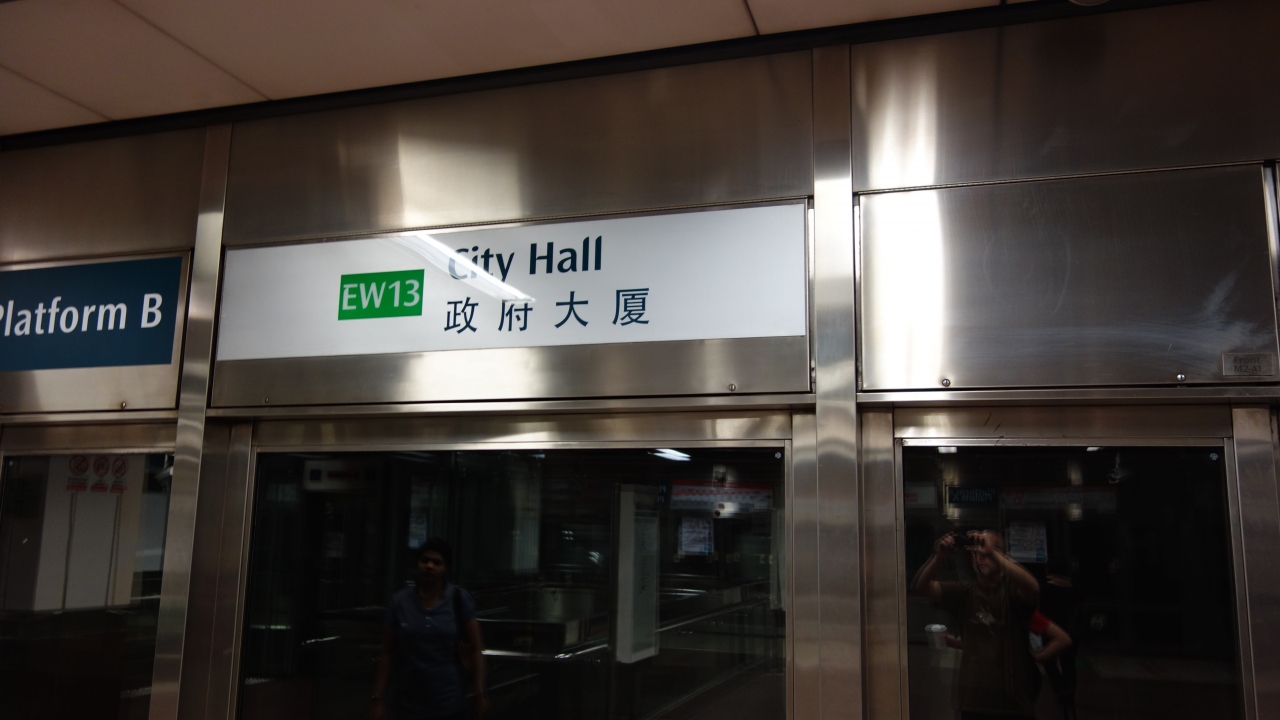 Platform B
EW13
City Hall
政府大厦